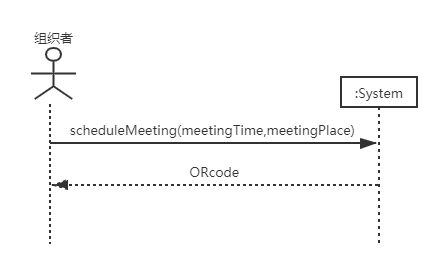 组织者
:System
scheduleMeeting(meetingTime,meetingPlace)
ORcode